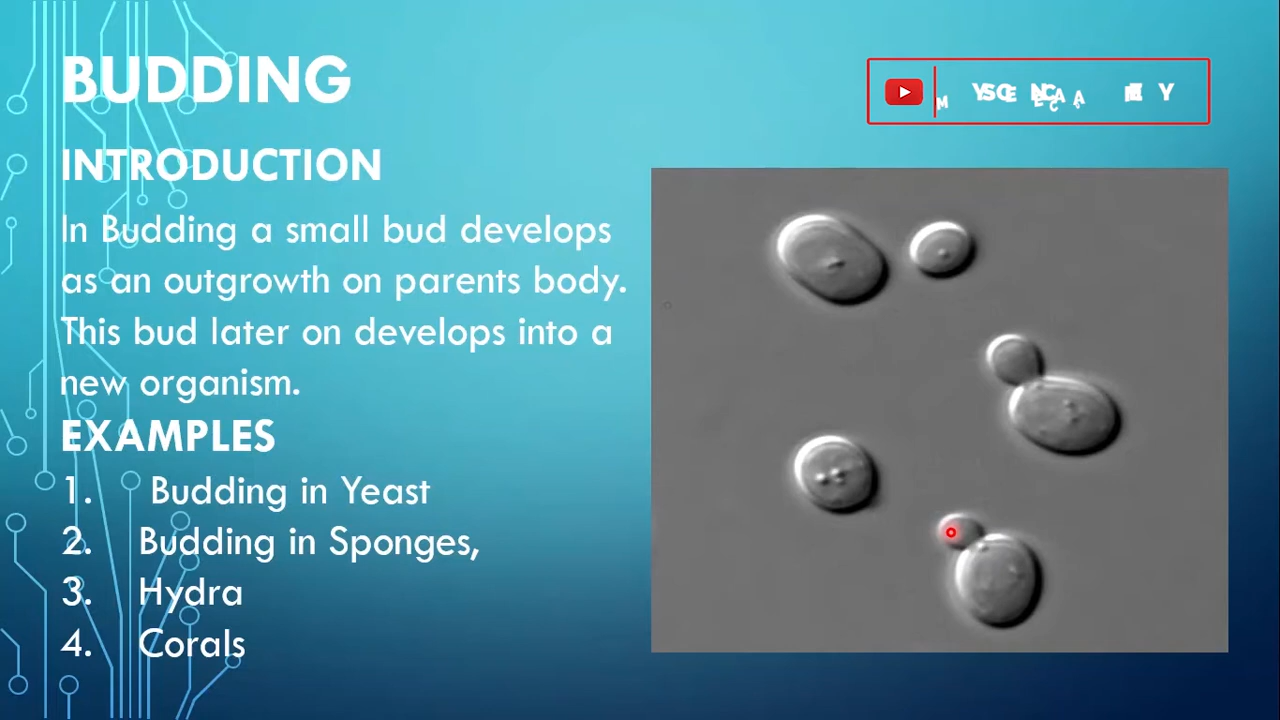 BUDDING
INTRODUCTION
In Budding a small bud develops
as an outgrowth on parents body.
This bud later on develops into a
new organism.
EXAMPLES
1. Budding in Yeast
2. Budding in Sponges,
3. Hydra
4. Corals